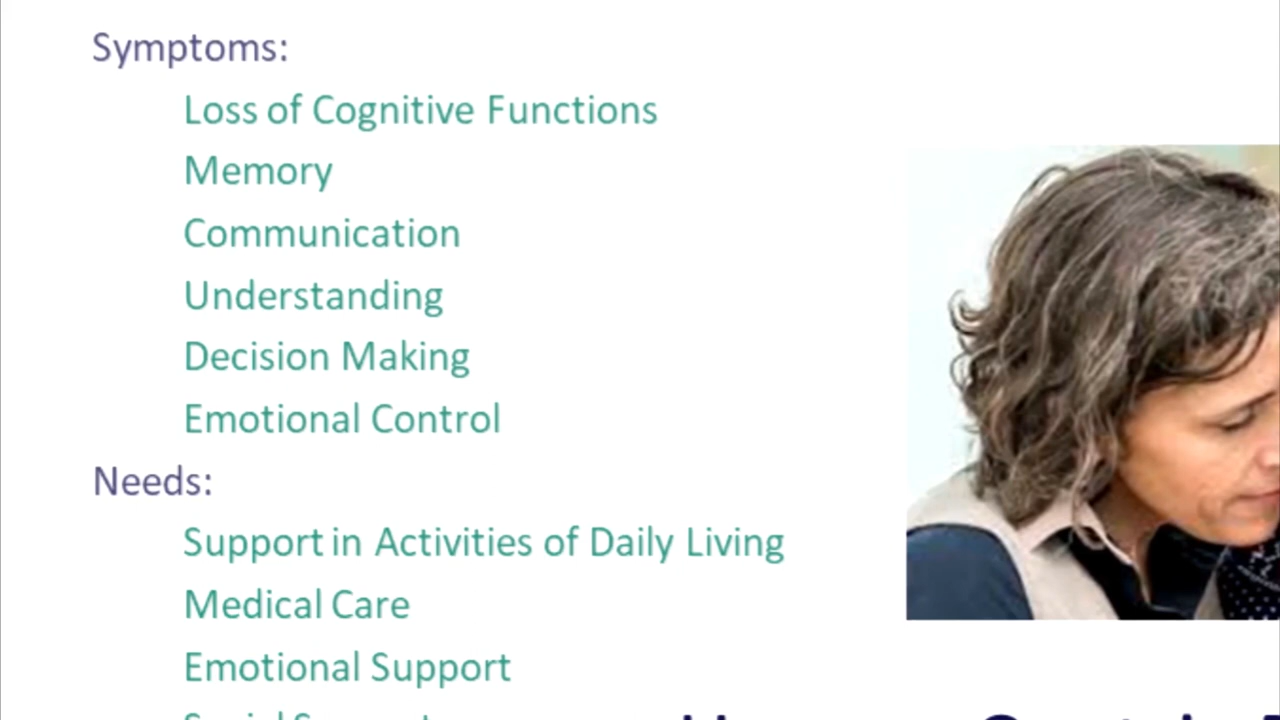 Symptoms:
Loss of Cognitive Functions
Memory
Communication
Understanding
Decision Making
Emotional Control
Needs:
Support in Activities of Daily Living
Medical Care
Emotional Support